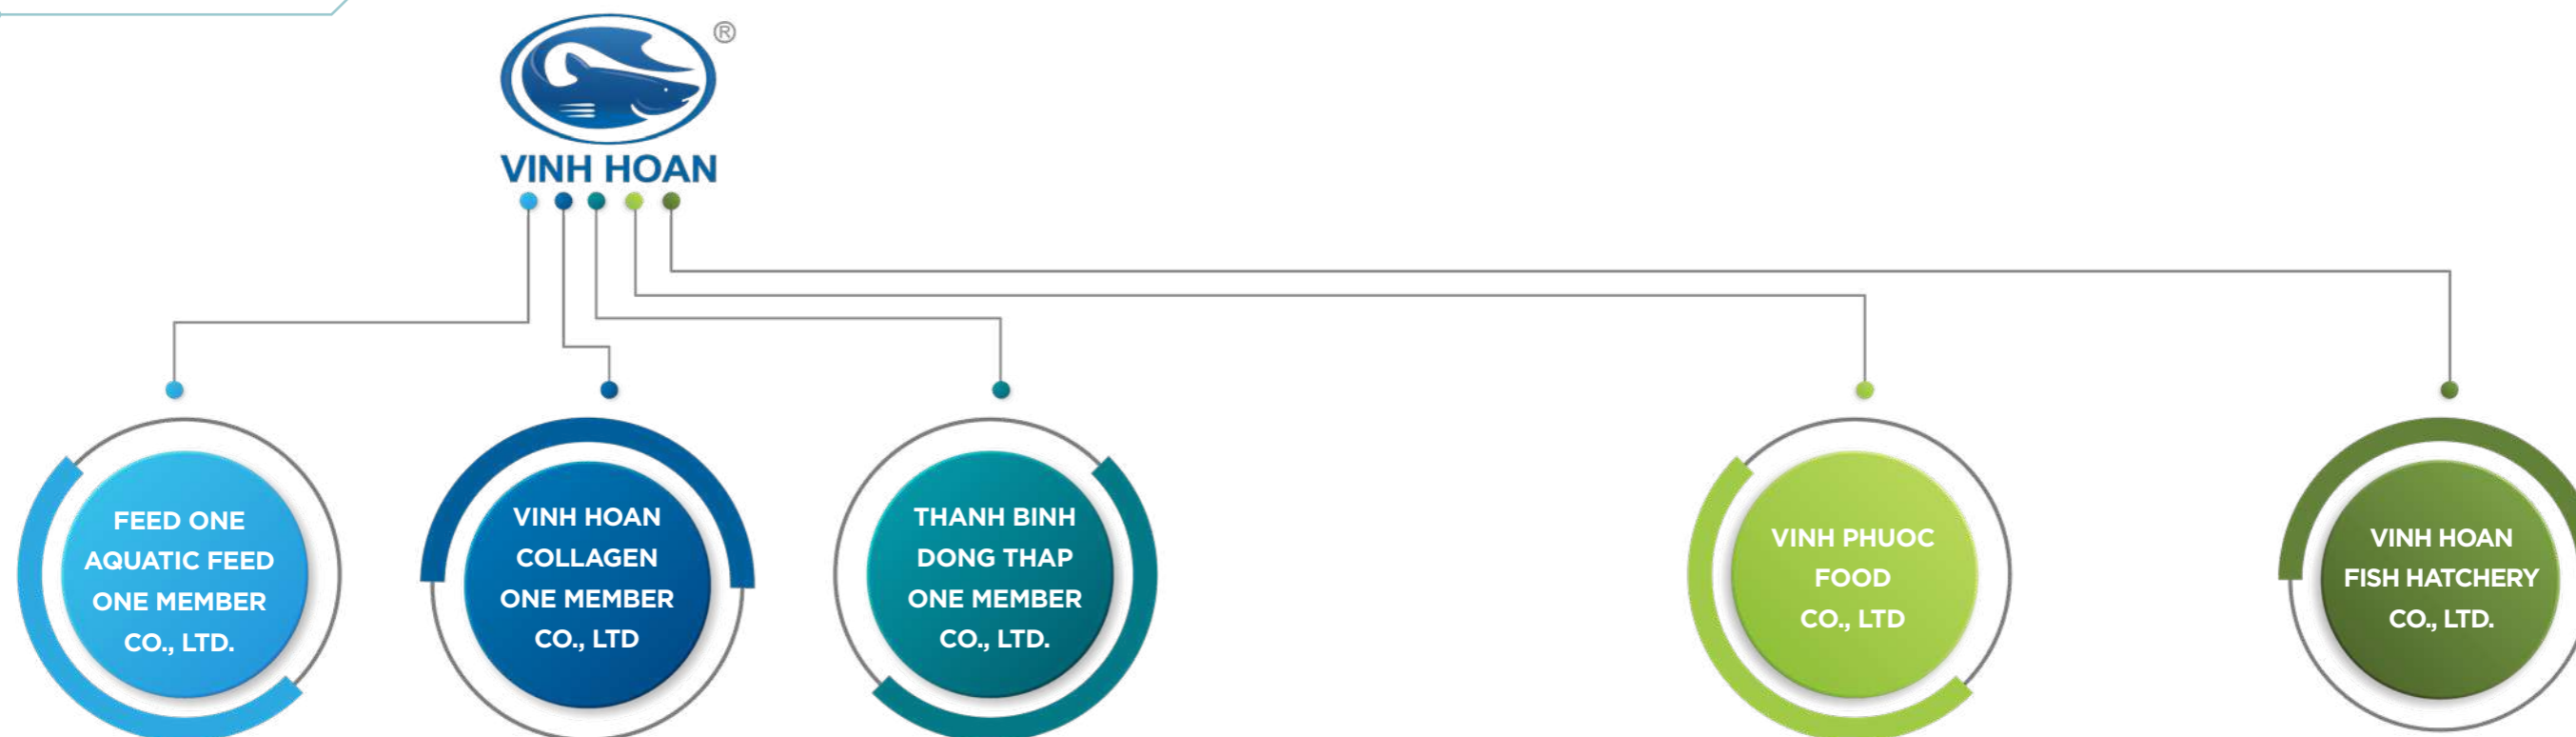 ®
VINH HOAN
FEED ONE
AQUATIC FEED
ONE MEMBER
CO., LTD.
VINH HOAN
COLLAGEN
ONE MEMBER
CO., LTD
THANH BINH
DONG THAP
ONE MEMBER
CO., LTD.
VINH PHUOC
FOOD
CO., LTD
VINH HOAN
FISH HATCHERY
CO., LTD.